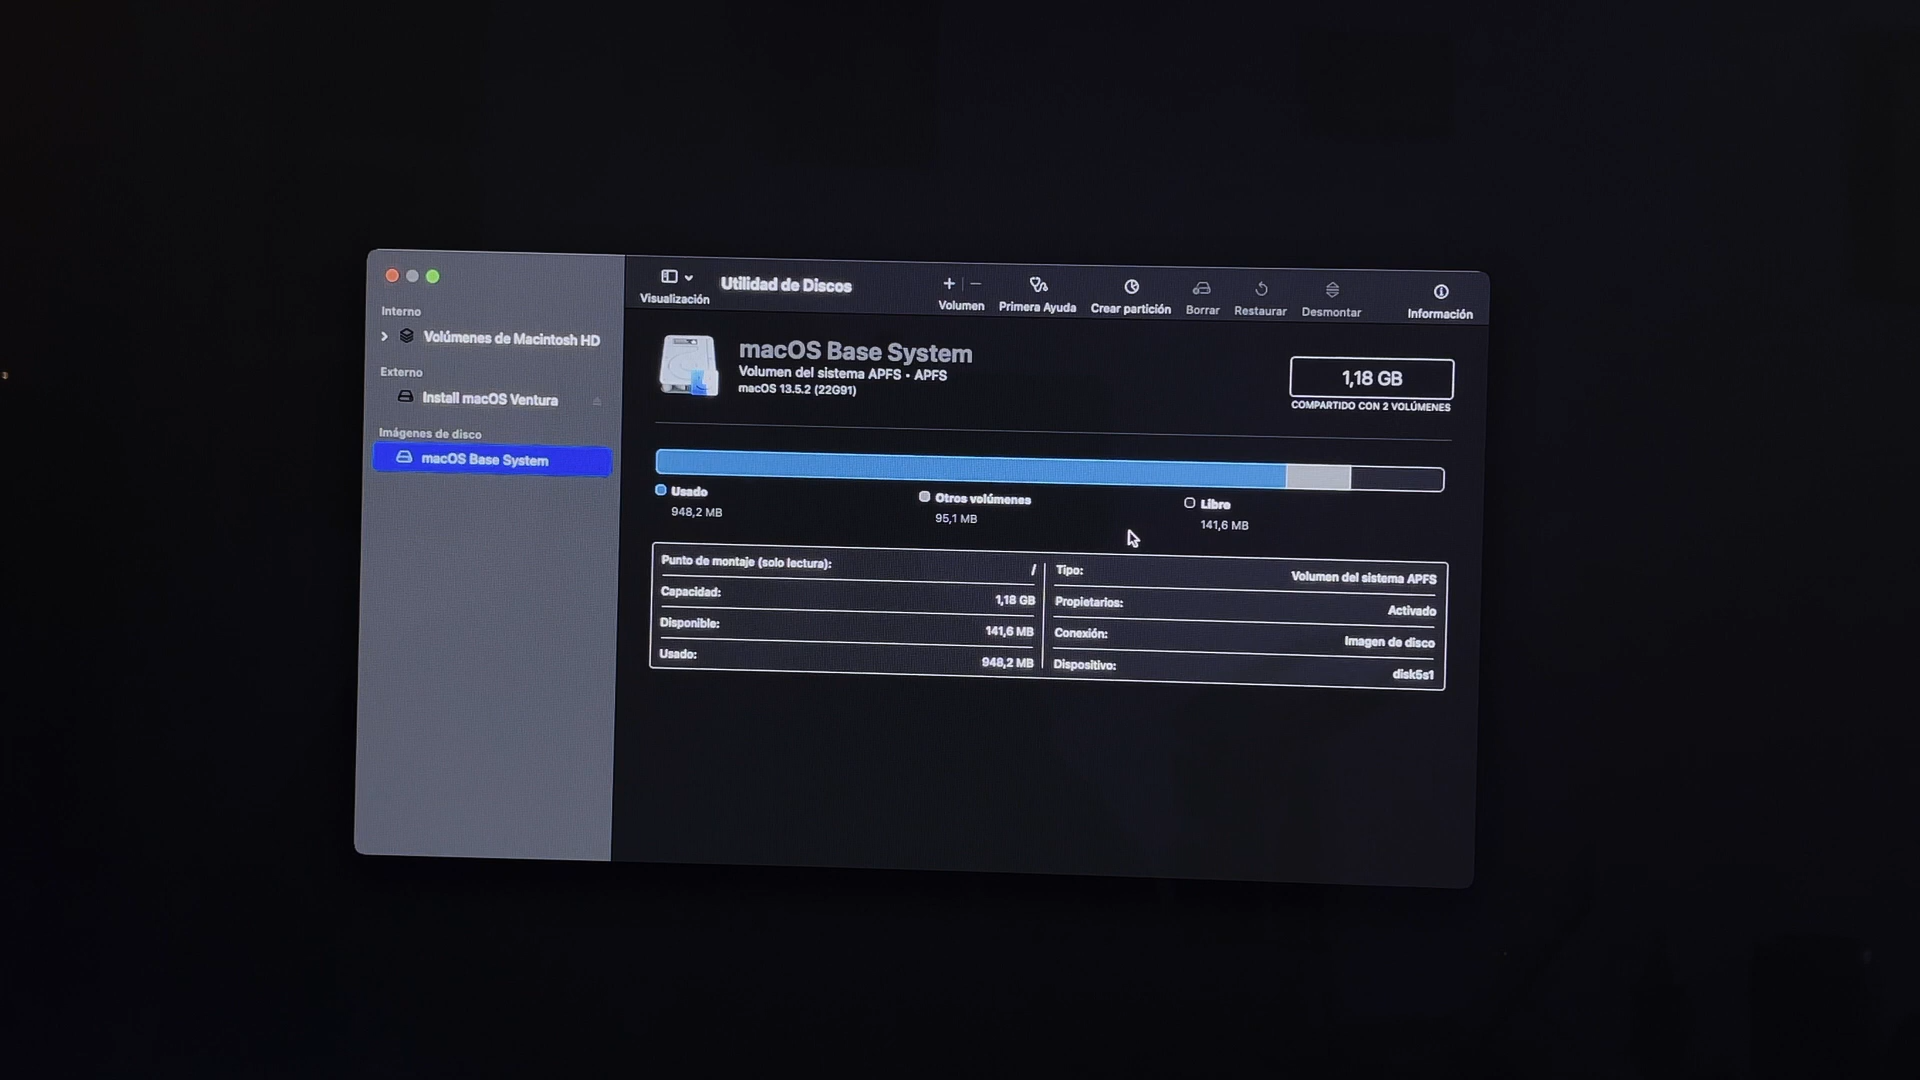 Interno
Volúmenes de Macintosh HD
Externo
Install macOS Ventura
Imágenes de disco
macOS Base System
Visualización
Utilidad de Discos
Volumen
Primera Ayuda
Crear partición
Borrar
Restaurar
Desmontar
Información
macOS Base System
Volumen del sistema APFS • APFS
macOS 13.5.2 (22G91)
1,18 GB
COMPARTIDO CON 2 VOLÚMENES
Usado
948,2 MB
Otros volúmenes
95,1 MB
Libre
141,6 MB
Punto de montaje (solo lectura): /
Capacidad: 1,18 GB
Disponible: 141,6 MB
Usado: 948,2 MB
Tipo: Volumen del sistema APFS
Propietarios: Activado
Conexión: Imagen de disco
Dispositivo: disk5s1